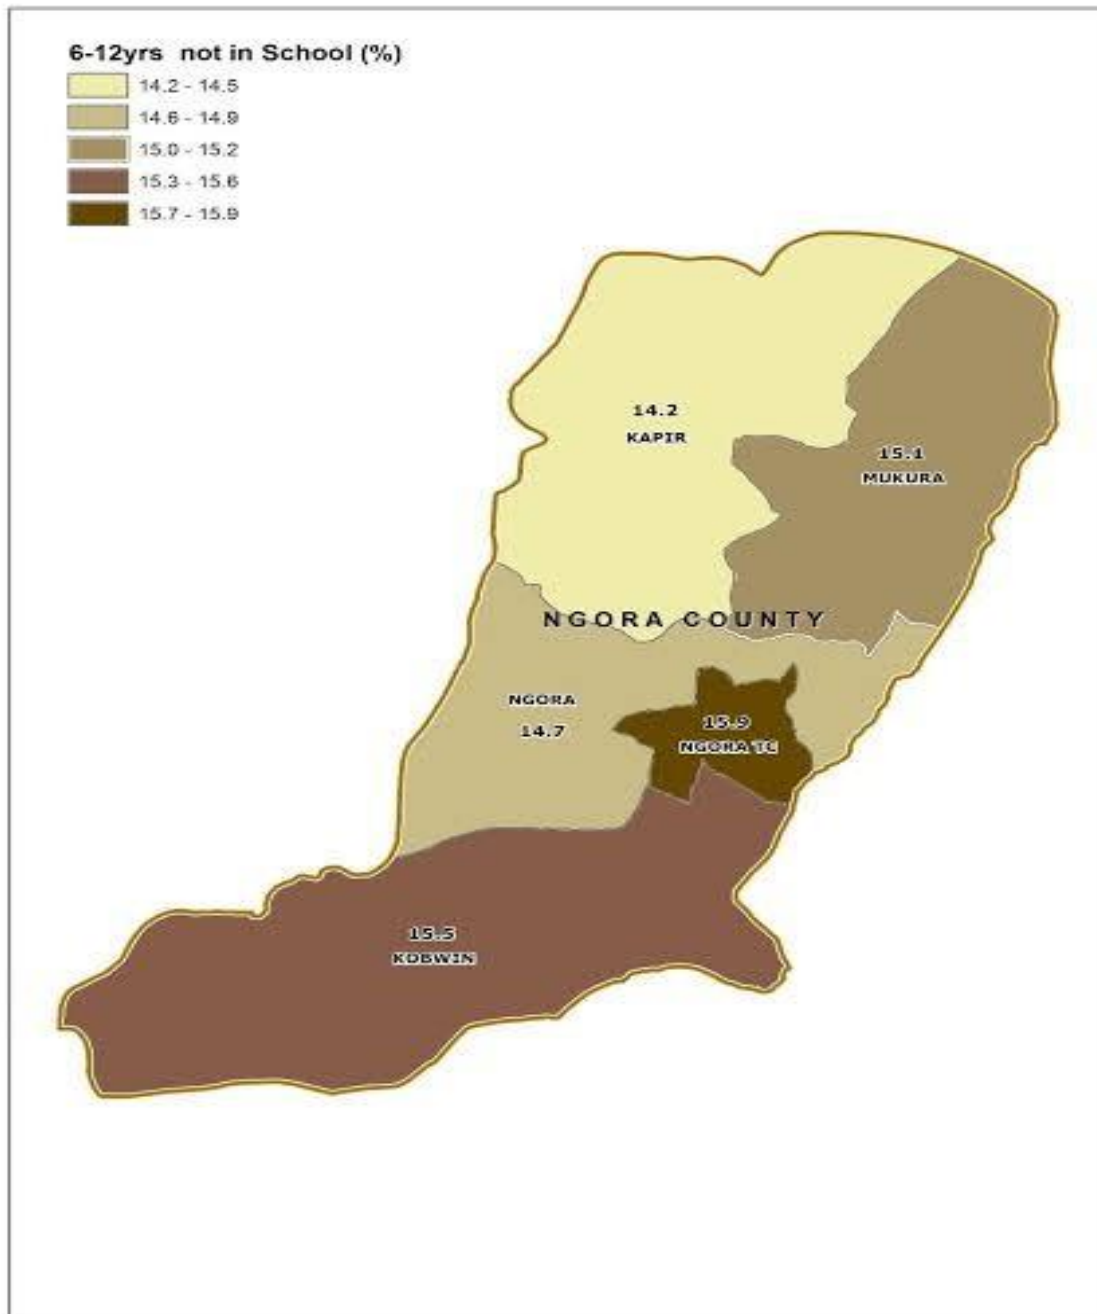 6-12yrs not in School (%)
14.2 - 14.5
14.6 - 14.9
15.0 - 15.2
15.3 - 15.6
15.7 - 15.9
14.2
KAPIR
15.1
MUKURA
NGORA COUNTY
NGORA
14.7
15.9
NGORA TC
15.5
KOBWIN